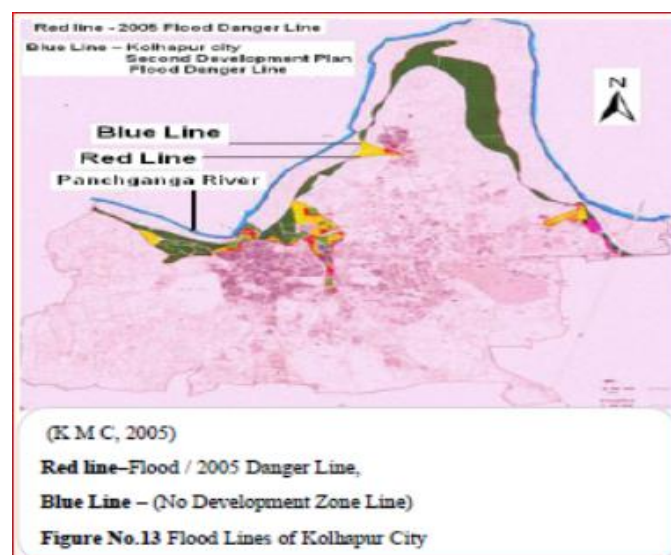 Red line - 2005 Flood Danger Line
Blue Line – Kolhapur city
Second Development Plan
Flood Danger Line
N
Blue Line
Red Line
Panchganga River
(K M C, 2005)
Red line–Flood / 2005 Danger Line,
Blue Line – (No Development Zone Line)
Figure No.13 Flood Lines of Kolhapur City